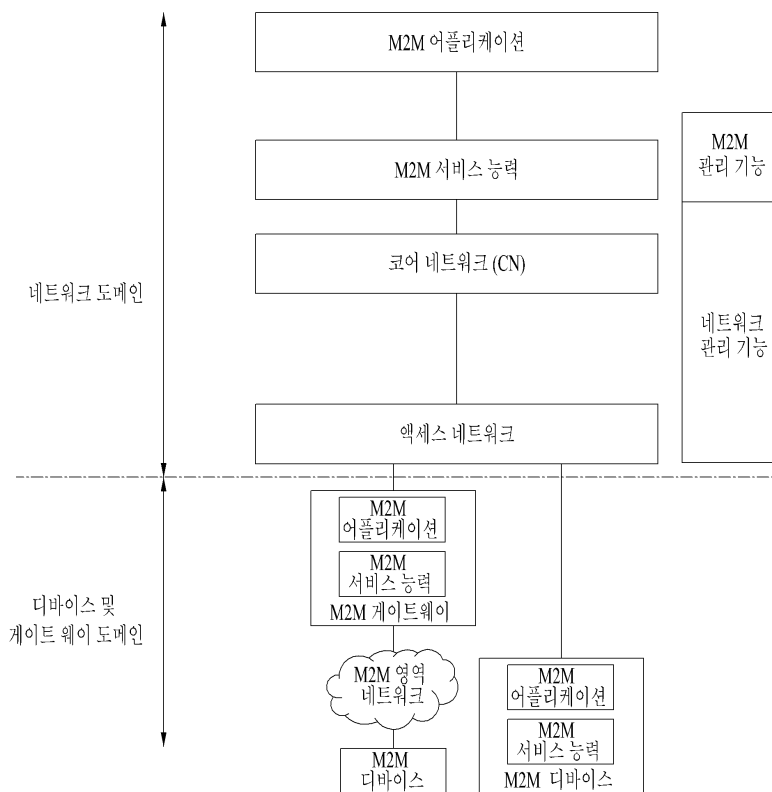 M2M 어플리케이션
M2M 서비스 능력
M2M
관리 기능
코어 네트워크 (CN)
네트워크 도메인
네트워크
관리 기능
액세스 네트워크
M2M
어플리케이션
M2M
서비스 능력
M2M 게이트웨이
디바이스 및
게이트 웨이 도메인
M2M 영역
네트워크
M2M
어플리케이션
M2M
서비스 능력
M2M 디바이스
M2M
디바이스